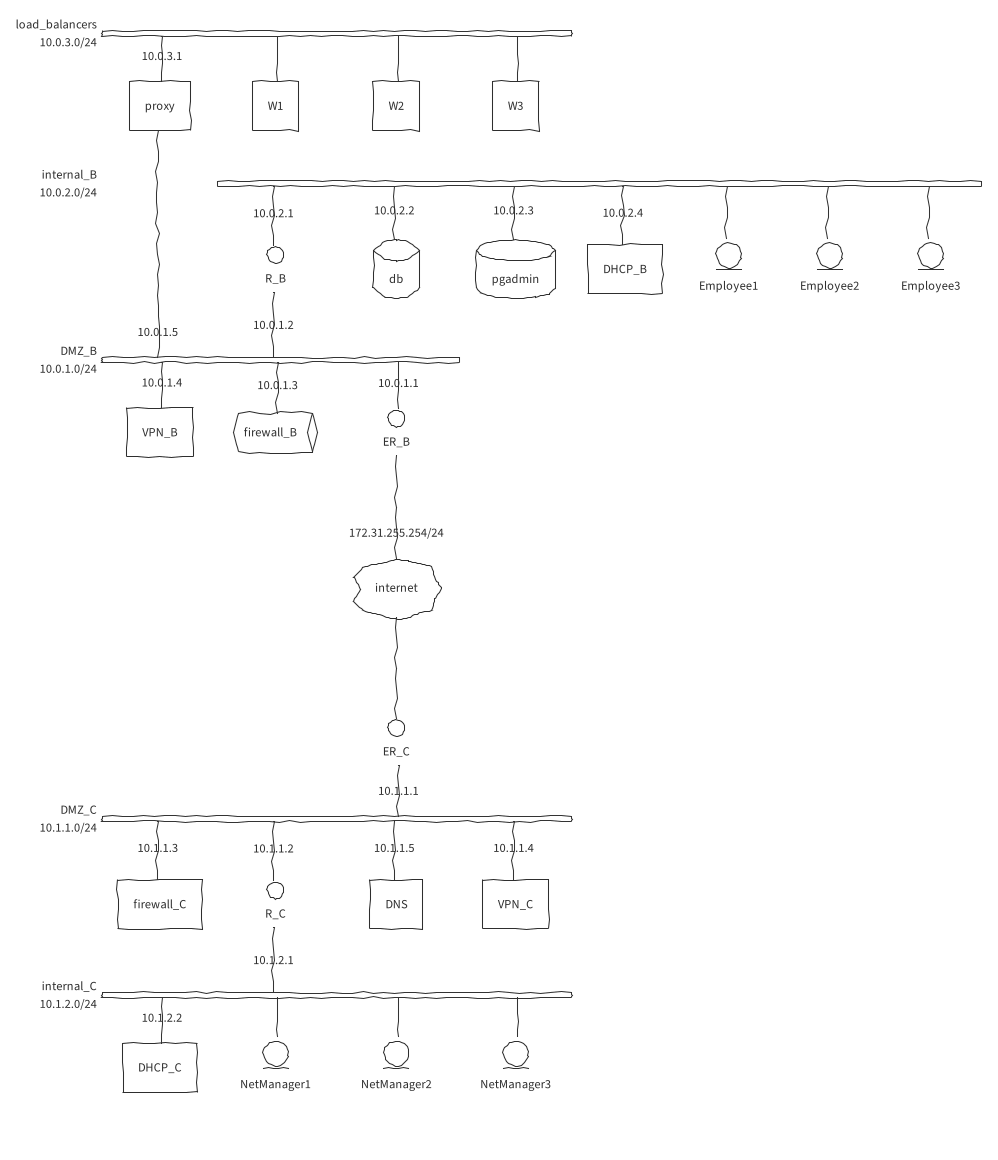 load_balancers
10.0.3.0/24
10.0.3.1
proxy
W1
W2
W3
internal_B
10.0.2.0/24
10.0.2.1
10.0.2.2
10.0.2.3
10.0.2.4
R_B
db
pgadmin
DHCP_B
Employee1
Employee2
Employee3
10.0.1.5
10.0.1.2
DMZ_B
10.0.1.0/24
10.0.1.4
10.0.1.3
10.0.1.1
VPN_B
firewall_B
ER_B
172.31.255.254/24
internet
ER_C
10.1.1.1
DMZ_C
10.1.1.0/24
10.1.1.3
10.1.1.2
10.1.1.5
10.1.1.4
firewall_C
R_C
DNS
VPN_C
10.1.2.1
internal_C
10.1.2.0/24
10.1.2.2
DHCP_C
NetManager1
NetManager2
NetManager3